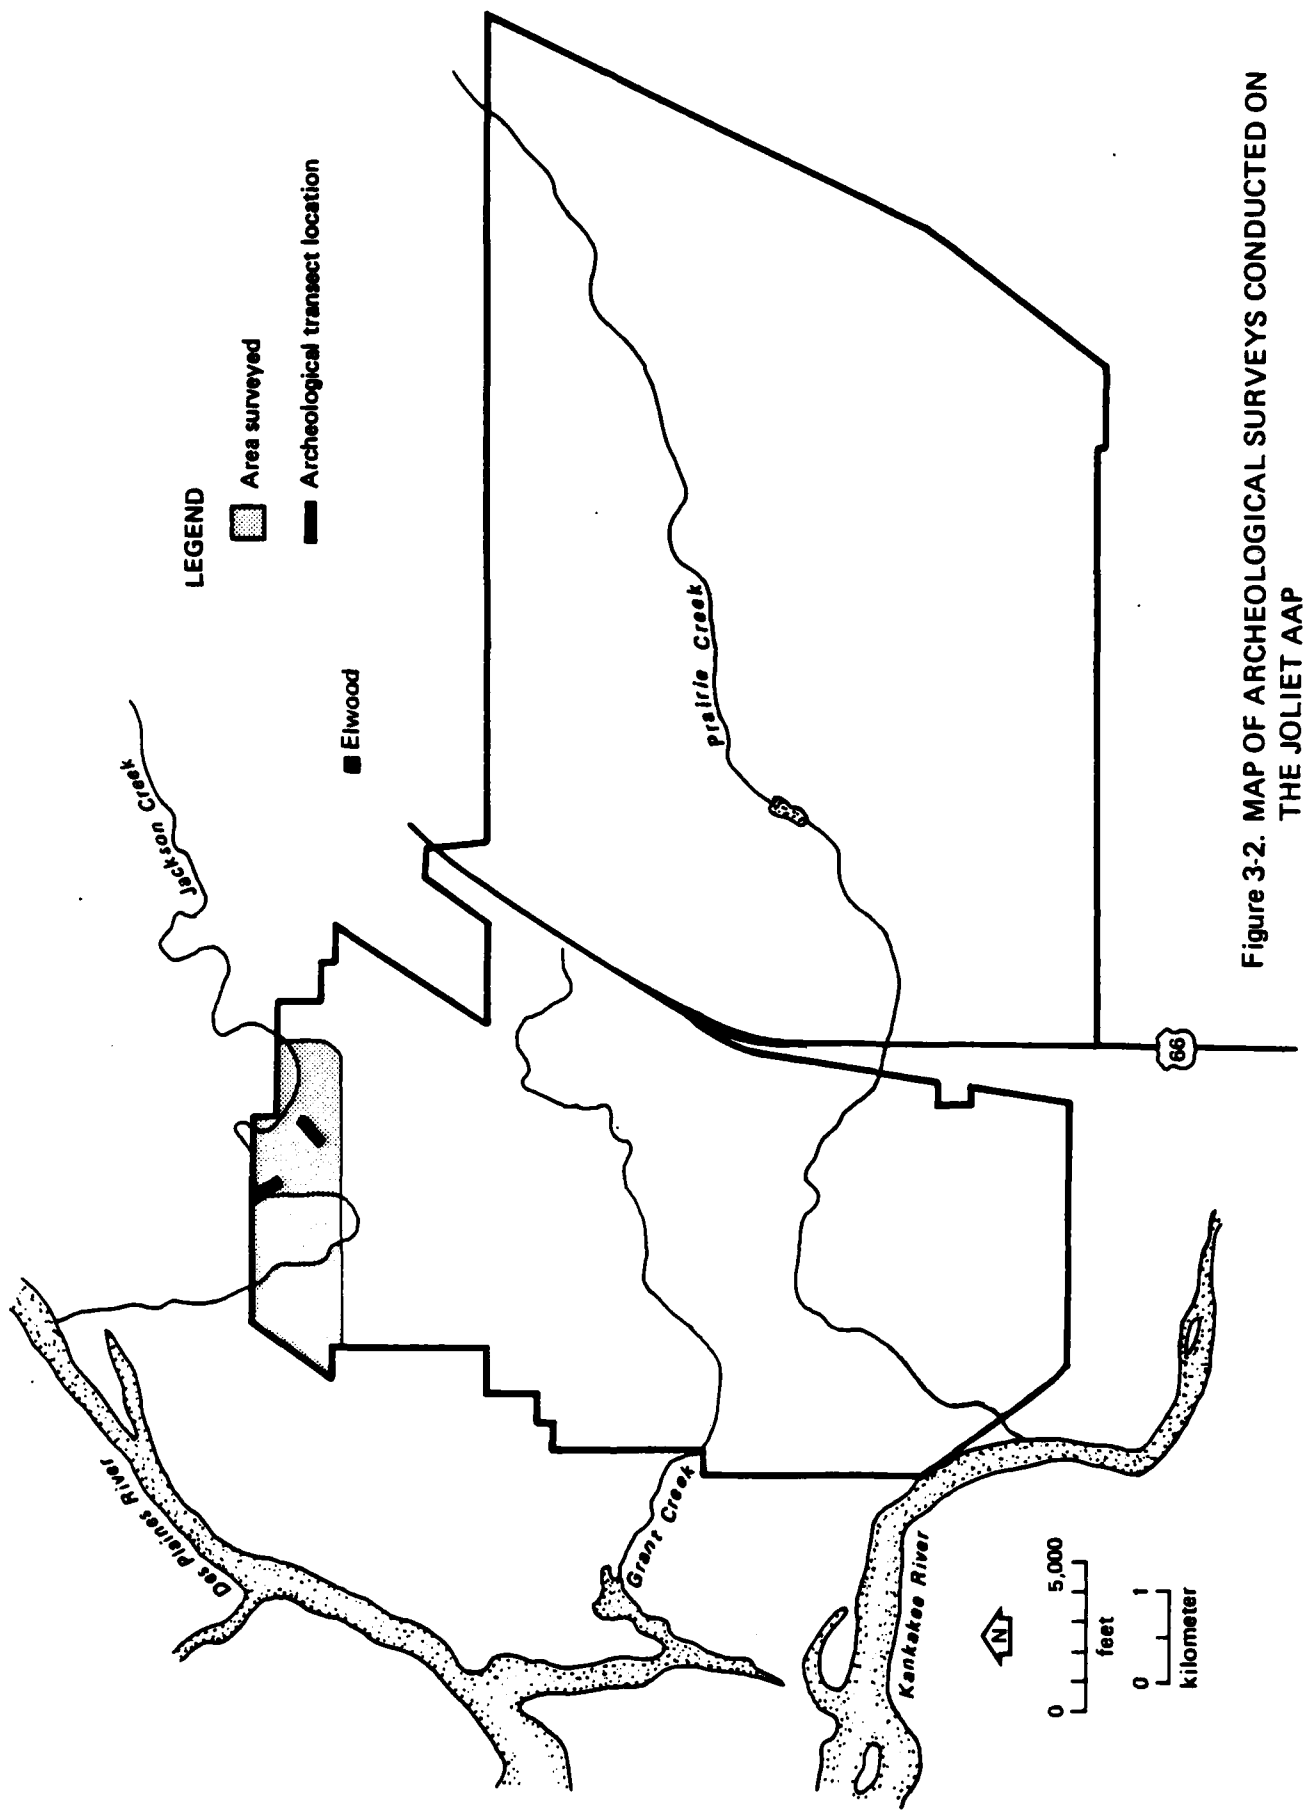 Jackson Creek
Elwood
LEGEND
Area surveyed
Archeological transect location
Des Plaines River
Grant Creek
Prairie Creek
Kankakee River
66
N
0 5,000
feet
0 1
kilometer
Figure 3-2. MAP OF ARCHEOLOGICAL SURVEYS CONDUCTED ON
THE JOLIET AAP